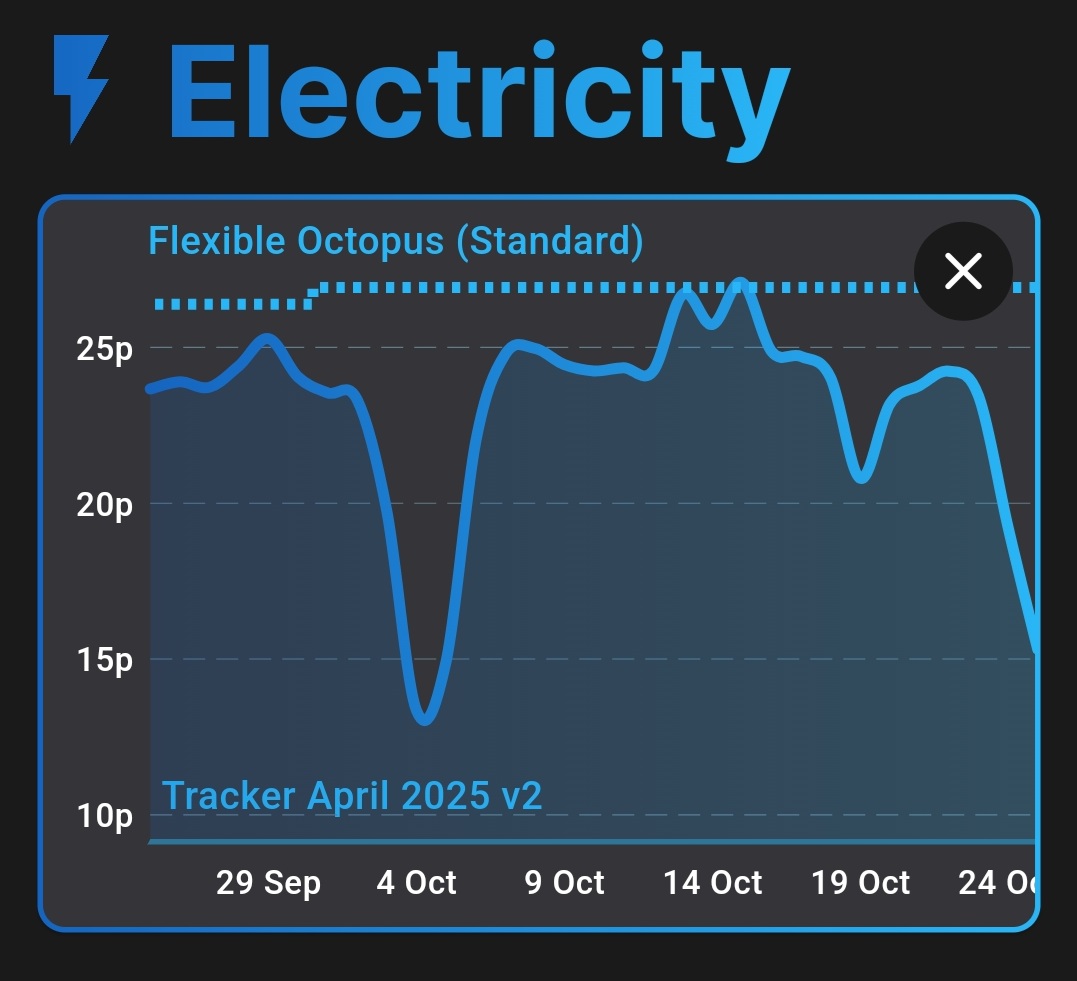 Electricity
Flexible Octopus (Standard)
25p
20p
15p
Tracker April 2025 v2
10p
29 Sep 4 Oct 9 Oct 14 Oct 19 Oct 24 O